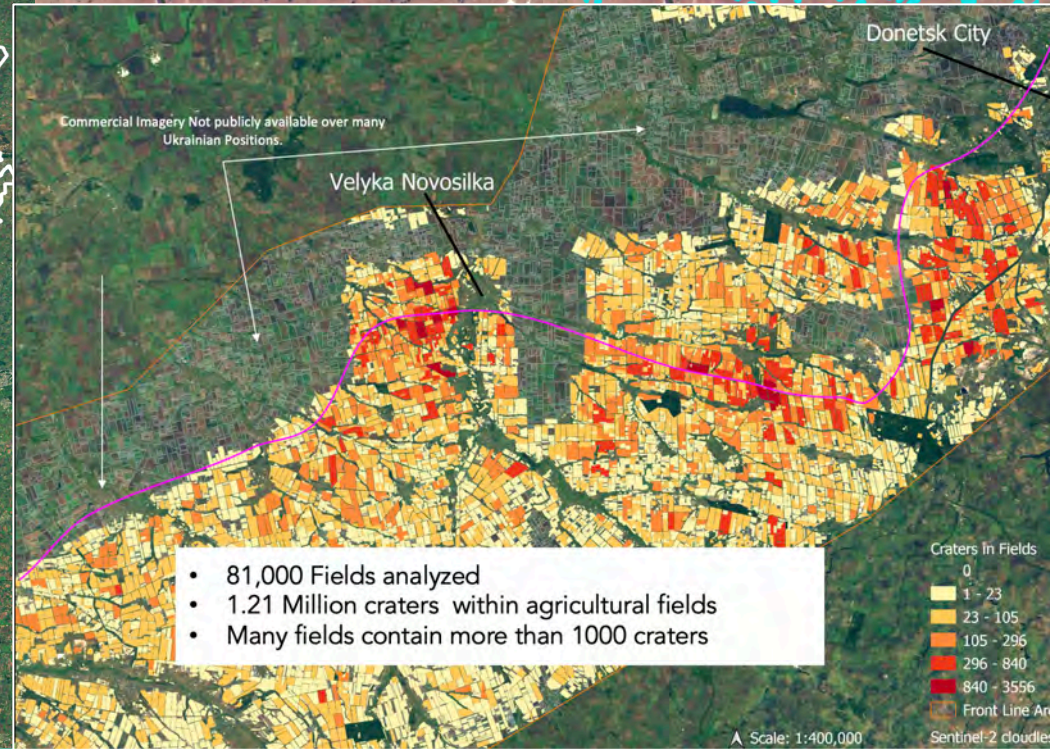 Donetsk City
Commercial Imagery Not publicly available over many
Ukrainian Positions.
Velyka Novosilka
• 81,000 Fields analyzed
• 1.21 Million craters within agricultural fields
• Many fields contain more than 1000 craters
Craters In Fields
0
1 - 23
23 - 105
105 - 296
296 - 840
840 - 3556
Front Line
Scale: 1:400,000
Sentinel-2